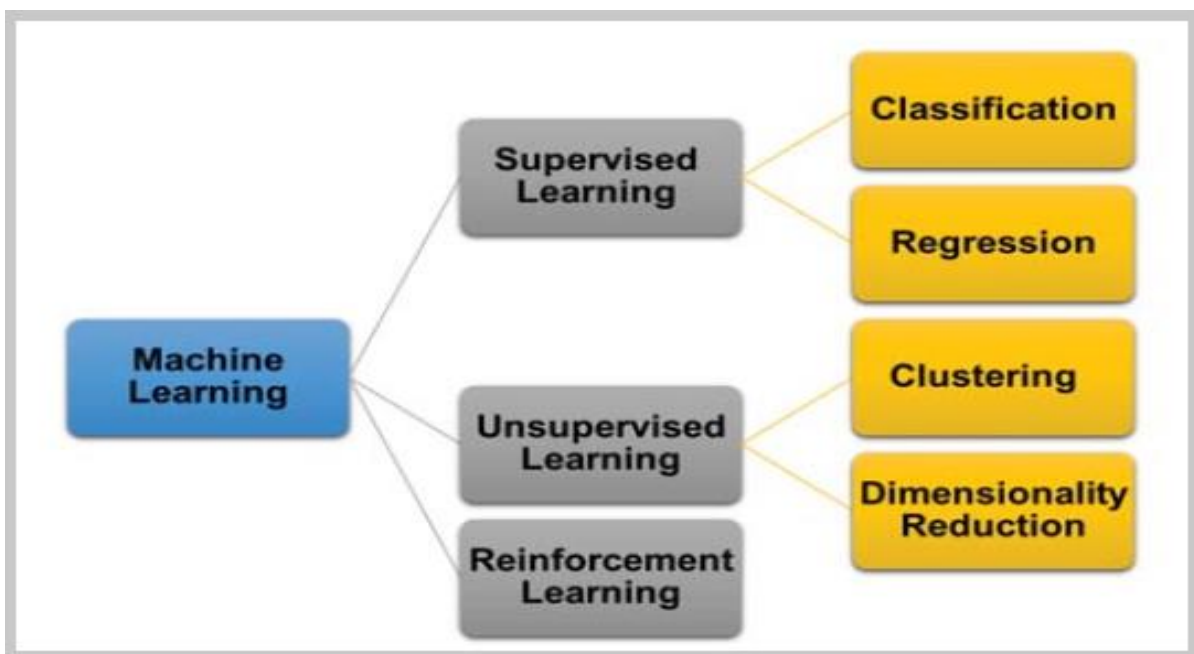 Machine
Learning
Supervised
Learning
Unsupervised
Learning
Reinforcement
Learning
Classification
Regression
Clustering
Dimensionality
Reduction